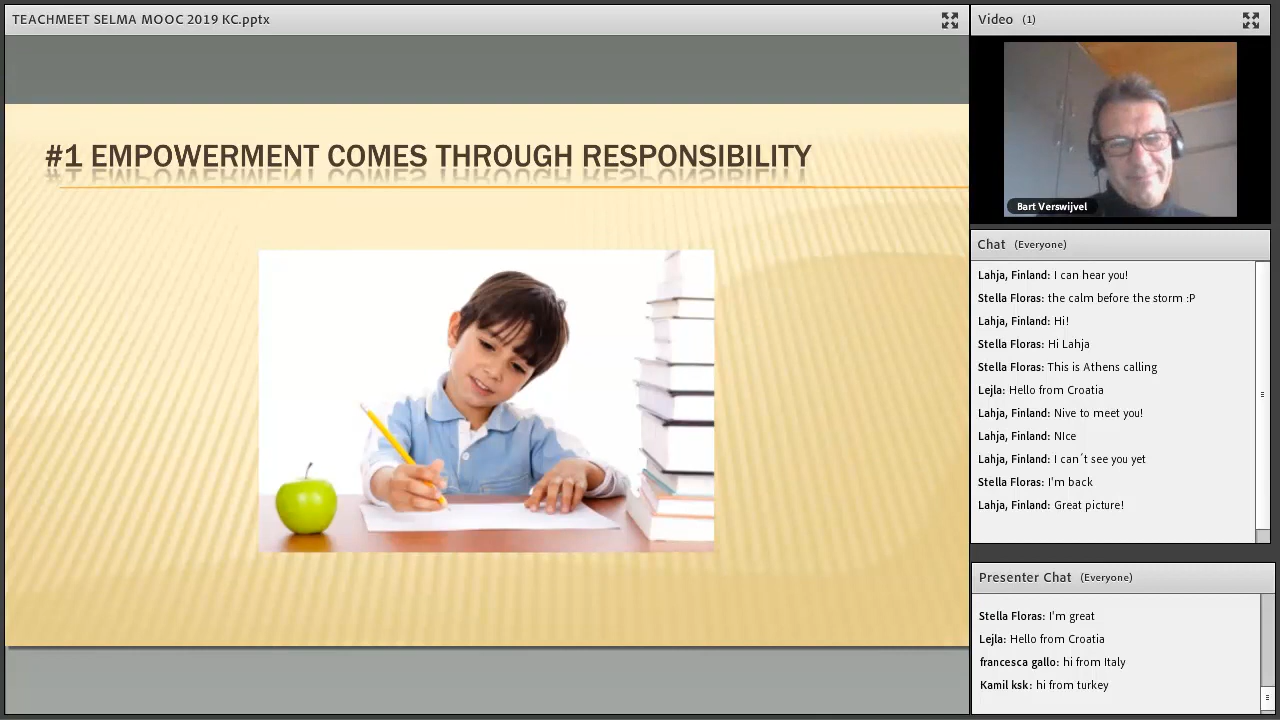 TEACHMEET SELMA MOOC 2019 KC.pptx
#1 EMPOWERMENT COMES THROUGH RESPONSIBILITY
Video (1)
Bart Verswijvel
Chat (Everyone)
Lahja, Finland: I can hear you!
Stella Floras: the calm before the storm :P
Lahja, Finland: Hi!
Stella Floras: Hi Lahja
Stella Floras: This is Athens calling
Lejla: Hello from Croatia
Lahja, Finland: Nive to meet you!
Lahja, Finland: NIce
Lahja, Finland: I can´t see you yet
Stella Floras: I'm back
Lahja, Finland: Great picture!
Presenter Chat (Everyone)
Stella Floras: I'm great
Lejla: Hello from Croatia
francesca gallo: hi from Italy
Kamil ksk: hi from turkey